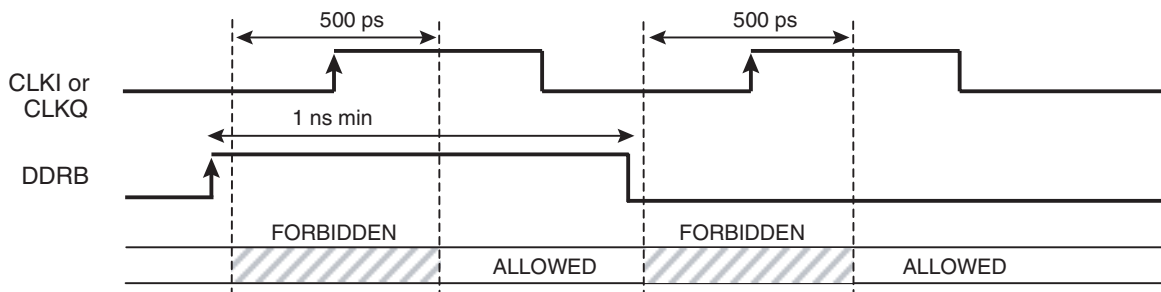 500 ps 500 ps
CLKI or
CLKQ
1 ns min
DDRB
FORBIDDEN FORBIDDEN
ALLOWED ALLOWED